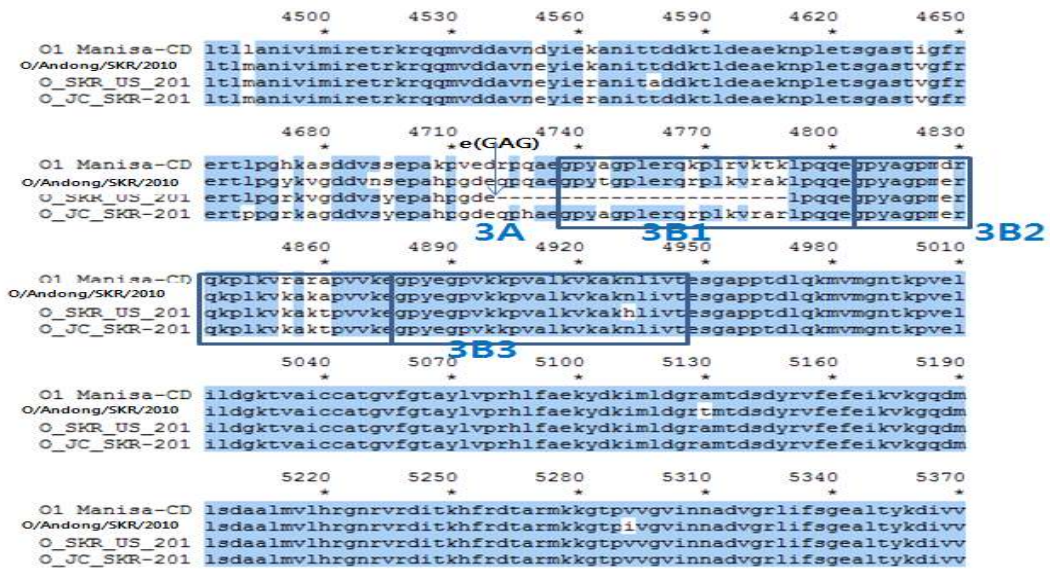 4500 4530 4560 4590 4620 4650
* * * * * *
O1 Manisa-CD ltllanivimiretrkrqqmvddavndyiekanittddktldeaeknpletsgastigfr
O/Andong/SKR/2010 ltlmanivimiretrkrqqmvddavneyieranittddktldeaeknpletsgastvgfr
O_SKR_US_201 ltlmanivimiretrkrqqmvddavneyieranitaddktldeaeknpletsgastvgfr
O_JC_SKR-201 ltlmanivimiretrkrqqmvddavneyieranittddktldeaeknpletsgastvgfr
4680 4710 4740 4770 4800 4830
* * e(GAG) * * * *
O1 Manisa-CD ertlpghkasddvssepakpvedrpqaegpyagplerqkplrvktklpqqegpyagpmdr
O/Andong/SKR/2010 ertlpgykvgddvnsepahpgdeqpqaegpytgplerqrplkvraklpqqegpyagpmer
O_SKR_US_201 ertlpgrkvgddvsyepahpgde-----------------------lpqqegpyagpmer
O_JC_SKR-201 ertppgrkagddvsyepahpgdeqphaegpyagplerqrplkvrarlpqqegpyagpmer
3A 3B1 3B2
4860 4890 4920 4950 4980 5010
* * * * * *
O1 Manisa-CD qkplkvrarapvvkegpyegpvkkpvalkvkaknlivtesgapptdlqkmvmgntkpvel
O/Andong/SKR/2010 qkplkvkakapvvkegpyegpvkkpvalkvkaknlivtesgapptdlqkmvmgntkpvel
O_SKR_US_201 qkplkvkaktpvvkegpyegpvkkpvalkvkakhlivtesgapptdlqkmvmgntkpvel
O_JC_SKR-201 qkplkvkaktpvvkegpyegpvkkpvalkvkaknlivtesgapptdlqkmvmgntkpvel
3B3
5040 5070 5100 5130 5160 5190
* * * * * *
O1 Manisa-CD ildgktvaiccatgvfgtaylvprhlfaekydkimldgramtdsdyrvfefeikvkgqdm
O/Andong/SKR/2010 ildgktvaiccatgvfgtaylvprhlfaekydkimldgrtmtdsdyrvfefeikvkgqdm
O_SKR_US_201 ildgktvaiccatgvfgtaylvprhlfaekydkimldgramtdsdyrvfefeikvkgqdm
O_JC_SKR-201 ildgktvaiccatgvfgtaylvprhlfaekydkimldgramtdsdyrvfefeikvkgqdm
5220 5250 5280 5310 5340 5370
* * * * * *
O1 Manisa-CD lsdaalmvlhrgnrvrditkhfrdtarmkkgtpvvgvinnadvgrlifsgealtykdivv
O/Andong/SKR/2010 lsdaalmvlhrgnrvrditkhfrdtarmkkgtpivgvinnadvgrlifsgealtykdivv
O_SKR_US_201 lsdaalmvlhrgnrvrditkhfrdtarmkkgtpvvgvinnadvgrlifsgealtykdivv
O_JC_SKR-201 lsdaalmvlhrgnrvrditkhfrdtarmkkgtpvvgvinnadvgrlifsgealtykdivv